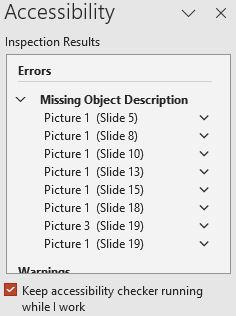 Accessibility
Inspection Results
Errors
Missing Object Description
Picture 1 (Slide 5)
Picture 1 (Slide 8)
Picture 1 (Slide 10)
Picture 1 (Slide 13)
Picture 1 (Slide 15)
Picture 1 (Slide 18)
Picture 3 (Slide 19)
Picture 1 (Slide 19)
Warnings
Keep accessibility checker running
while I work